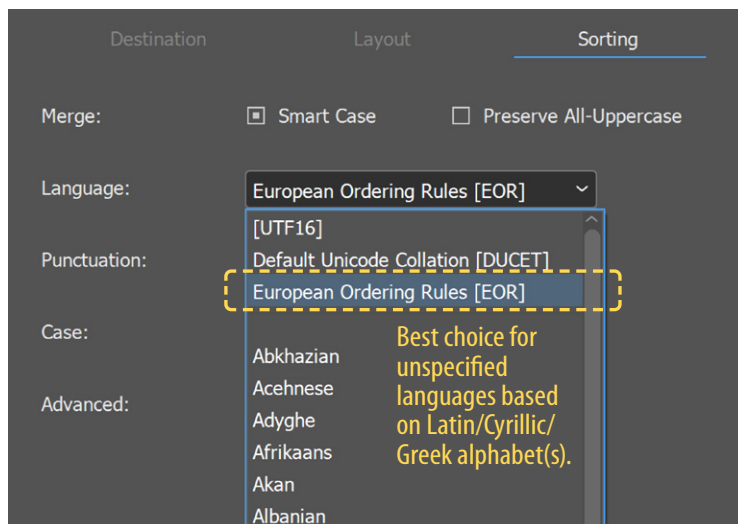 Destination Layout Sorting
Merge: Smart Case Preserve All-Uppercase
Language: European Ordering Rules [EOR]
[UTF16]
Punctuation: Default Unicode Collation [DUCET]
European Ordering Rules [EOR]
Case:
Abkhazian
Acehnese
Advanced:
Adyghe
Afrikaans
Akan
Albanian
Best choice for
unspecified
languages based
on Latin/Cyrillic/
Greek alphabet(s).